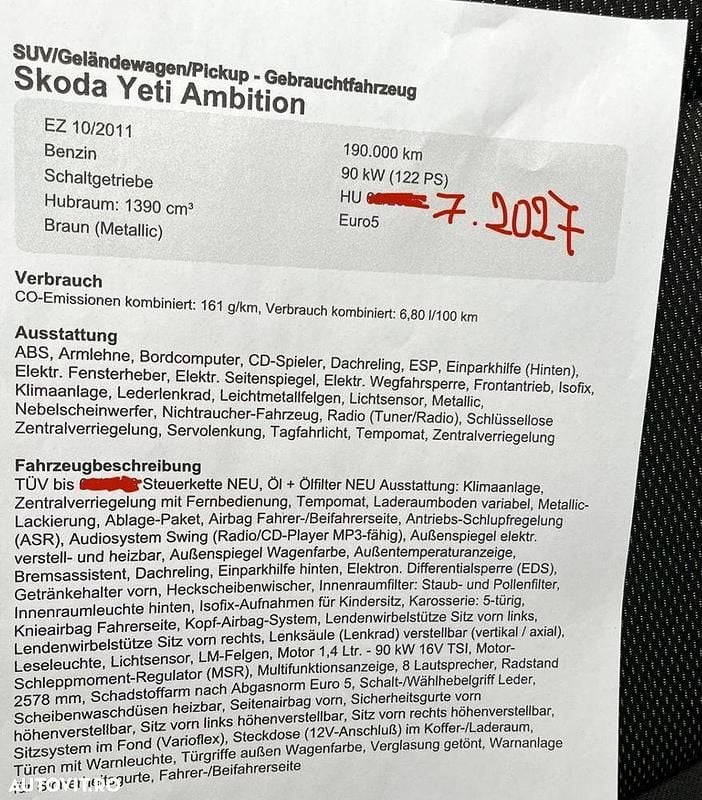 SUV/Geländewagen/Pickup - Gebrauchtfahrzeug
Skoda Yeti Ambition
EZ 10/2011
Benzin
Schaltgetriebe
Hubraum: 1390 cm³
Braun (Metallic)
190.000 km
90 kW (122 PS)
HU 7.2027
Euro5
Verbrauch
CO-Emissionen kombiniert: 161 g/km, Verbrauch kombiniert: 6,80 l/100 km
Ausstattung
ABS, Armlehne, Bordcomputer, CD-Spieler, Dachreling, ESP, Einparkhilfe (Hinten),
Elektr. Fensterheber, Elektr. Seitenspiegel, Elektr. Wegfahrsperre, Frontantrieb, Isofix,
Klimaanlage, Lederlenkrad, Leichtmetallfelgen, Lichtsensor, Metallic,
Nebelscheinwerfer, Nichtraucher-Fahrzeug, Radio (Tuner/Radio), Schlüssellose
Zentralverriegelung, Servolenkung, Tagfahrlicht, Tempomat, Zentralverriegelung
Fahrzeugbeschreibung
TÜV bis Steuerkette NEU, Öl + Ölfilter NEU Ausstattung: Klimaanlage,
Zentralverriegelung mit Fernbedienung, Tempomat, Laderaumboden variabel, Metallic-
Lackierung, Ablage-Paket, Airbag Fahrer-/Beifahrerseite, Antriebs-Schlupfregelung
(ASR), Audiosystem Swing (Radio/CD-Player MP3-fähig), Außenspiegel elektr.
verstell- und heizbar, Außenspiegel Wagenfarbe, Außentemperaturanzeige,
Bremsassistent, Dachreling, Einparkhilfe hinten, Elektron. Differentialsperre (EDS),
Getränkehalter vorn, Heckscheibenwischer, Innenraumfilter: Staub- und Pollenfilter,
Innenraumleuchte hinten, Isofix-Aufnahmen für Kindersitz, Karosserie: 5-türig,
Knieairbag Fahrerseite, Kopf-Airbag-System, Lendenwirbelstütze Sitz vorn links,
Lendenwirbelstütze Sitz vorn rechts, Lenksäule (Lenkrad) verstellbar (vertikal / axial),
Leseleuchte, Lichtsensor, LM-Felgen, Motor 1,4 Ltr. - 90 kW 16V TSI, Motor-
Schleppmoment-Regulator (MSR), Multifunktionsanzeige, 8 Lautsprecher, Radstand
2578 mm, Schadstoffarm nach Abgasnorm Euro 5, Schalt-/Wählhebelgriff Leder,
Scheibenwaschdüsen heizbar, Seitenairbag vorn, Sicherheitsgurte vorn
höhenverstellbar, Sitz vorn links höhenverstellbar, Sitz vorn rechts höhenverstellbar,
Sitzsystem im Fond (Varioflex), Steckdose (12V-Anschluß) im Koffer-/Laderaum,
Türen mit Warnleuchte, Türgriffe außen Wagenfarbe, Verglasung getönt, Warnanlage
für Sicherheitsgurte, Fahrer-/Beifahrerseite
AUTOVIT.RO